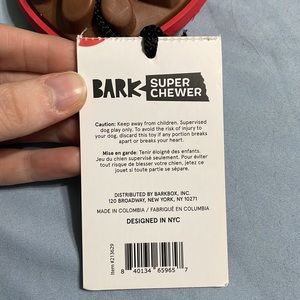 BARK SUPER
CHEWER
Caution: Keep away from children. Supervised
dog play only. To avoid the risk of injury to
your dog, discard this toy if any portion breaks
apart or breaks your heart.
Mise en garde: Tenir éloigné des enfants.
Jeu du chien supervisé seulement. Pour éviter
tout risque de blesser votre chien, jetez ce
jouet si toute partie se sépare.
DISTRIBUTED BY BARKBOX, INC.
120 BROADWAY, NEW YORK, NY 10271
MADE IN COLOMBIA / FABRIQUÉ EN COLUMBIA
DESIGNED IN NYC
Item #213629
8 40134 65965 7